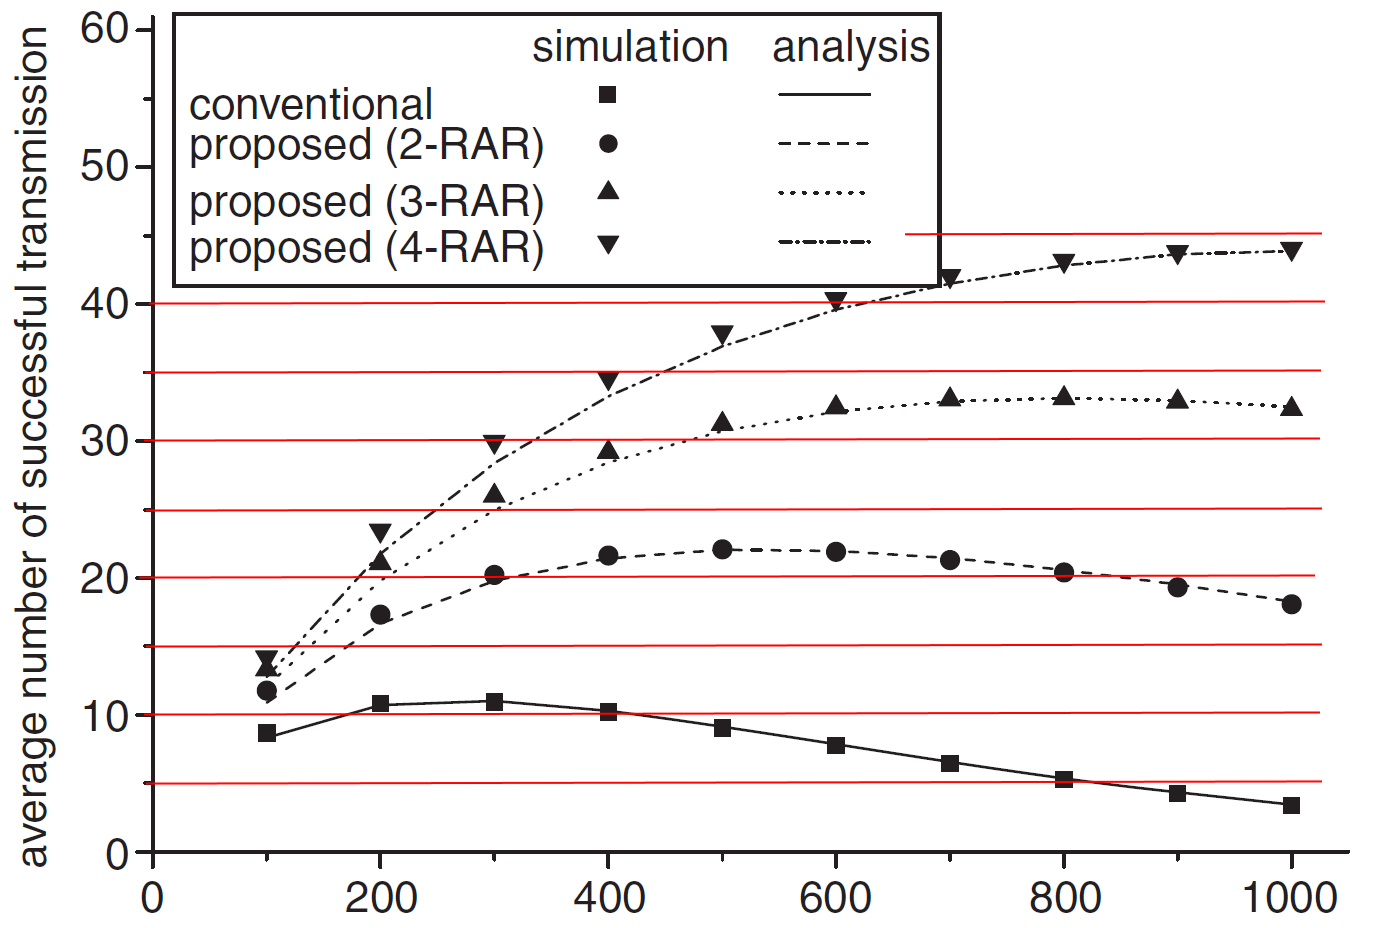 average number of successful transmission
60
50
40
30
20
10
0
simulation analysis
conventional
proposed (2-RAR)
proposed (3-RAR)
proposed (4-RAR)
0 200 400 600 800 1000